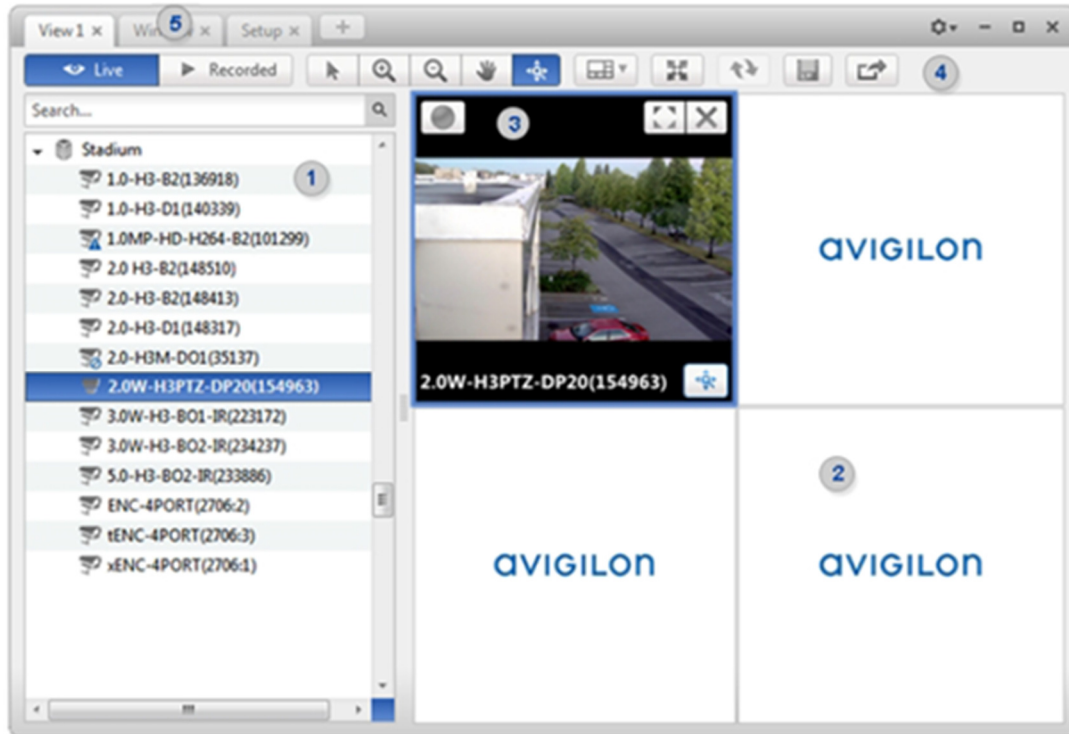 View 1
5
Setup
Live
Recorded
4
Search...
Stadium
1
1.0-H3-B2(136918)
1.0-H3-D1(140339)
1.0MP-HD-H264-B2(101299)
2.0 H3-B2(148510)
2.0-H3-B2(148413)
2.0-H3-D1(148317)
2.0-H3M-DO1(35137)
2.0W-H3PTZ-DP20(154963)
3.0W-H3-BO1-IR(223172)
3.0W-H3-BO2-IR(234237)
5.0-H3-BO2-IR(233886)
ENC-4PORT(2706:2)
tENC-4PORT(2706:3)
xENC-4PORT(2706:1)
3
2.0W-H3PTZ-DP20(154963)
avigilon
avigilon
2
avigilon